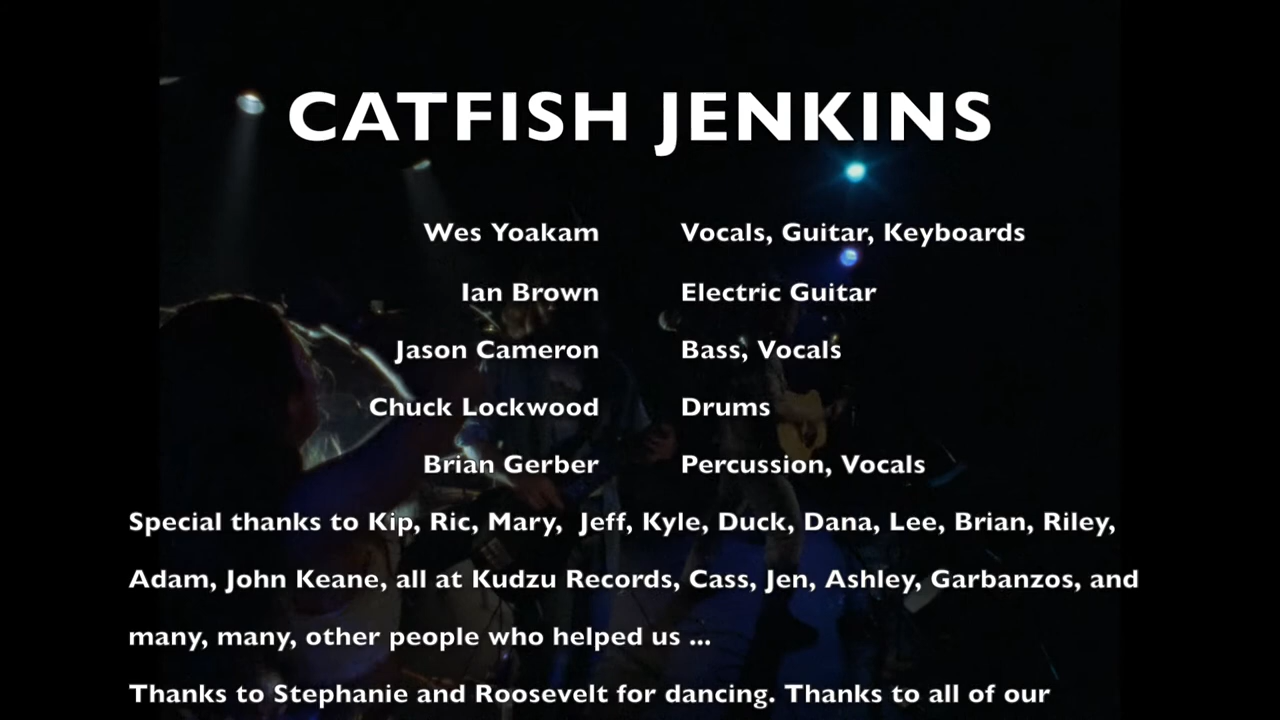 CATFISH JENKINS
Wes Yoakam Vocals, Guitar, Keyboards
Ian Brown Electric Guitar
Jason Cameron Bass, Vocals
Chuck Lockwood Drums
Brian Gerber Percussion, Vocals
Special thanks to Kip, Ric, Mary,  Jeff, Kyle, Duck, Dana, Lee, Brian, Riley,
Adam, John Keane, all at Kudzu Records, Cass, Jen, Ashley, Garbanzos, and
many, many, other people who helped us ...
Thanks to Stephanie and Roosevelt for dancing. Thanks to all of our